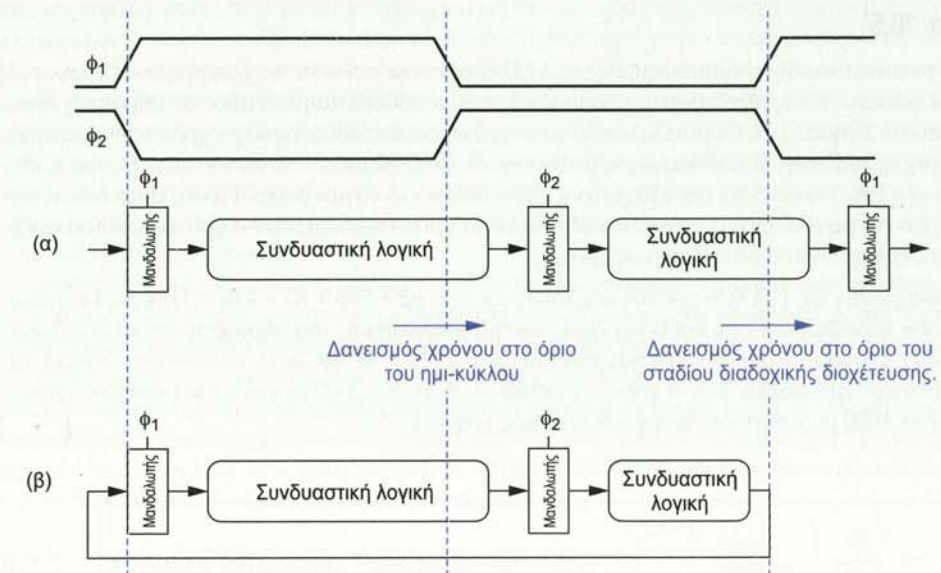 ϕ1
ϕ2
ϕ1
ϕ2
ϕ1
(α)
Μανδαλωτής
Συνδυαστική λογική
Μανδαλωτής
Συνδυαστική
λογική
Μανδαλωτής
Δανεισμός χρόνου στο όριο
του ημι-κύκλου
Δανεισμός χρόνου στο όριο του
σταδίου διαδοχικής διοχέτευσης.
ϕ1
ϕ2
(β)
Μανδαλωτής
Συνδυαστική λογική
Μανδαλωτής
Συνδυαστική
λογική